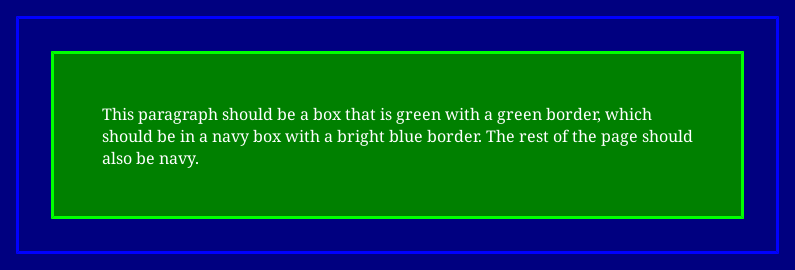 This paragraph should be a box that is green with a green border, which
should be in a navy box with a bright blue border. The rest of the page should
also be navy.